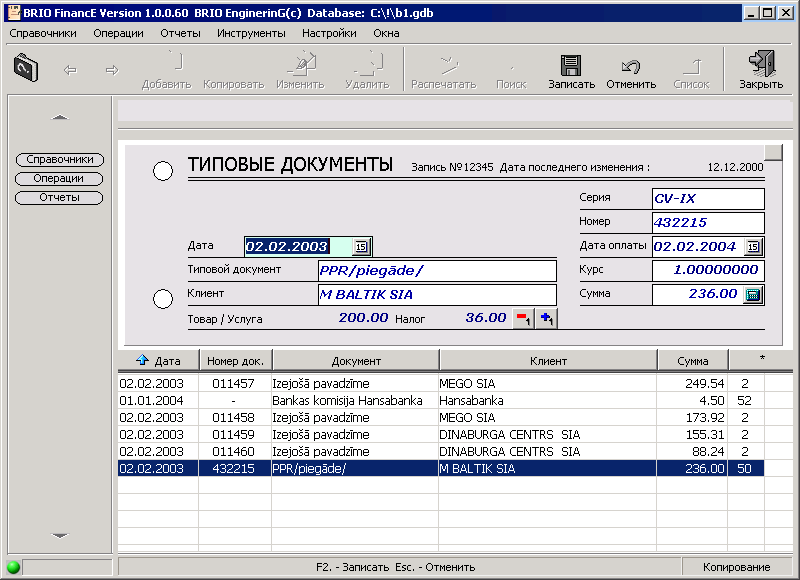 BRIO FinancE Version 1.0.0.60 BRIO EnginerinG(c) Database: C:\!\b1.gdb
Справочники Операции Отчеты Инструменты Настройки Окна
Добавить Копировать Изменить Удалить Распечатать Поиск Записать Отменить Список Закрыть
Справочники
Операции
Отчеты
ТИПОВЫЕ ДОКУМЕНТЫ Запись №12345 Дата последнего изменения : 12.12.2000
Серия CV-IX
Номер 432215
Дата 02.02.2003 15 Дата оплаты 02.02.2004 15
Типовой документ PPR/piegāde/ Курс 1.00000000
Клиент M BALTIK SIA Сумма 236.00
Товар / Услуга 200.00 Налог 36.00 -1 +1
Дата Номер док. Документ Клиент Сумма *
02.02.2003 011457 Izejošā pavadzīme MEGO SIA 249.54 2
01.01.2004 - Bankas komisija Hansabanka Hansabanka 4.50 52
02.02.2003 011458 Izejošā pavadzīme MEGO SIA 173.92 2
02.02.2003 011459 Izejošā pavadzīme DINABURGA CENTRS SIA 155.31 2
02.02.2003 011460 Izejošā pavadzīme DINABURGA CENTRS SIA 88.24 2
02.02.2003 432215 PPR/piegāde/ M BALTIK SIA 236.00 50
F2. - Записать Esc. - Отменить Копирование